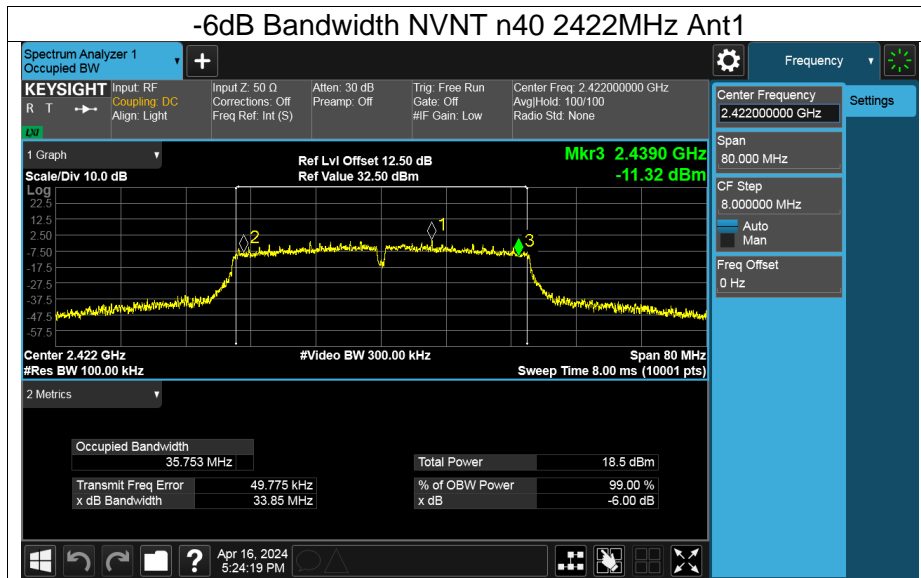 -6dB Bandwidth NVNT n40 2422MHz Ant1
Spectrum Analyzer 1
Occupied BW
+
Frequency
KEYSIGHT
R T
LXI
Input: RF
Coupling: DC
Align: Light
Input Z: 50 Ω
Corrections: Off
Freq Ref: Int (S)
Atten: 30 dB
Preamp: Off
Trig: Free Run
Gate: Off
#IF Gain: Low
Center Freq: 2.422000000 GHz
Avg|Hold: 100/100
Radio Std: None
Center Frequency
2.422000000 GHz
Settings
Span
80.000 MHz
CF Step
8.000000 MHz
Auto
Man
Freq Offset
0 Hz
1 Graph
Scale/Div 10.0 dB
Ref Lvl Offset 12.50 dB
Ref Value 32.50 dBm
Mkr3 2.4390 GHz
-11.32 dBm
Log
22.5
12.5
2.50
-7.50
-17.5
-27.5
-37.5
-47.5
-57.5
2
1
3
Center 2.422 GHz
#Res BW 100.00 kHz
#Video BW 300.00 kHz
Span 80 MHz
Sweep Time 8.00 ms (10001 pts)
2 Metrics
Occupied Bandwidth
35.753 MHz
Total Power 18.5 dBm
Transmit Freq Error 49.775 kHz
% of OBW Power 99.00 %
x dB Bandwidth 33.85 MHz
x dB -6.00 dB
?
Apr 16, 2024
5:24:19 PM